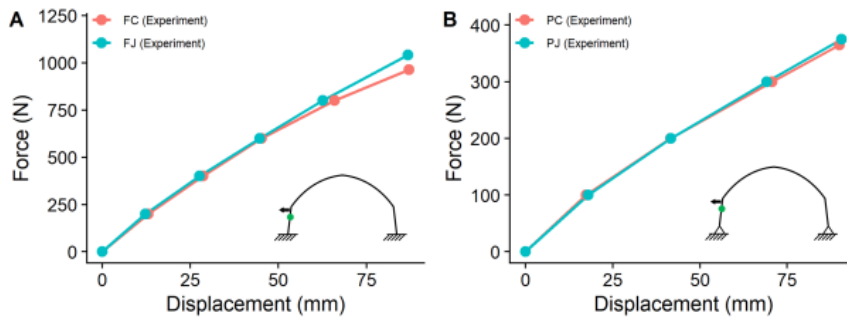 A
FC (Experiment)
FJ (Experiment)
Force (N)
1250
1000
750
500
250
0
0 25 50 75
Displacement (mm)
B
PC (Experiment)
PJ (Experiment)
Force (N)
400
300
200
100
0
0 25 50 75
Displacement (mm)